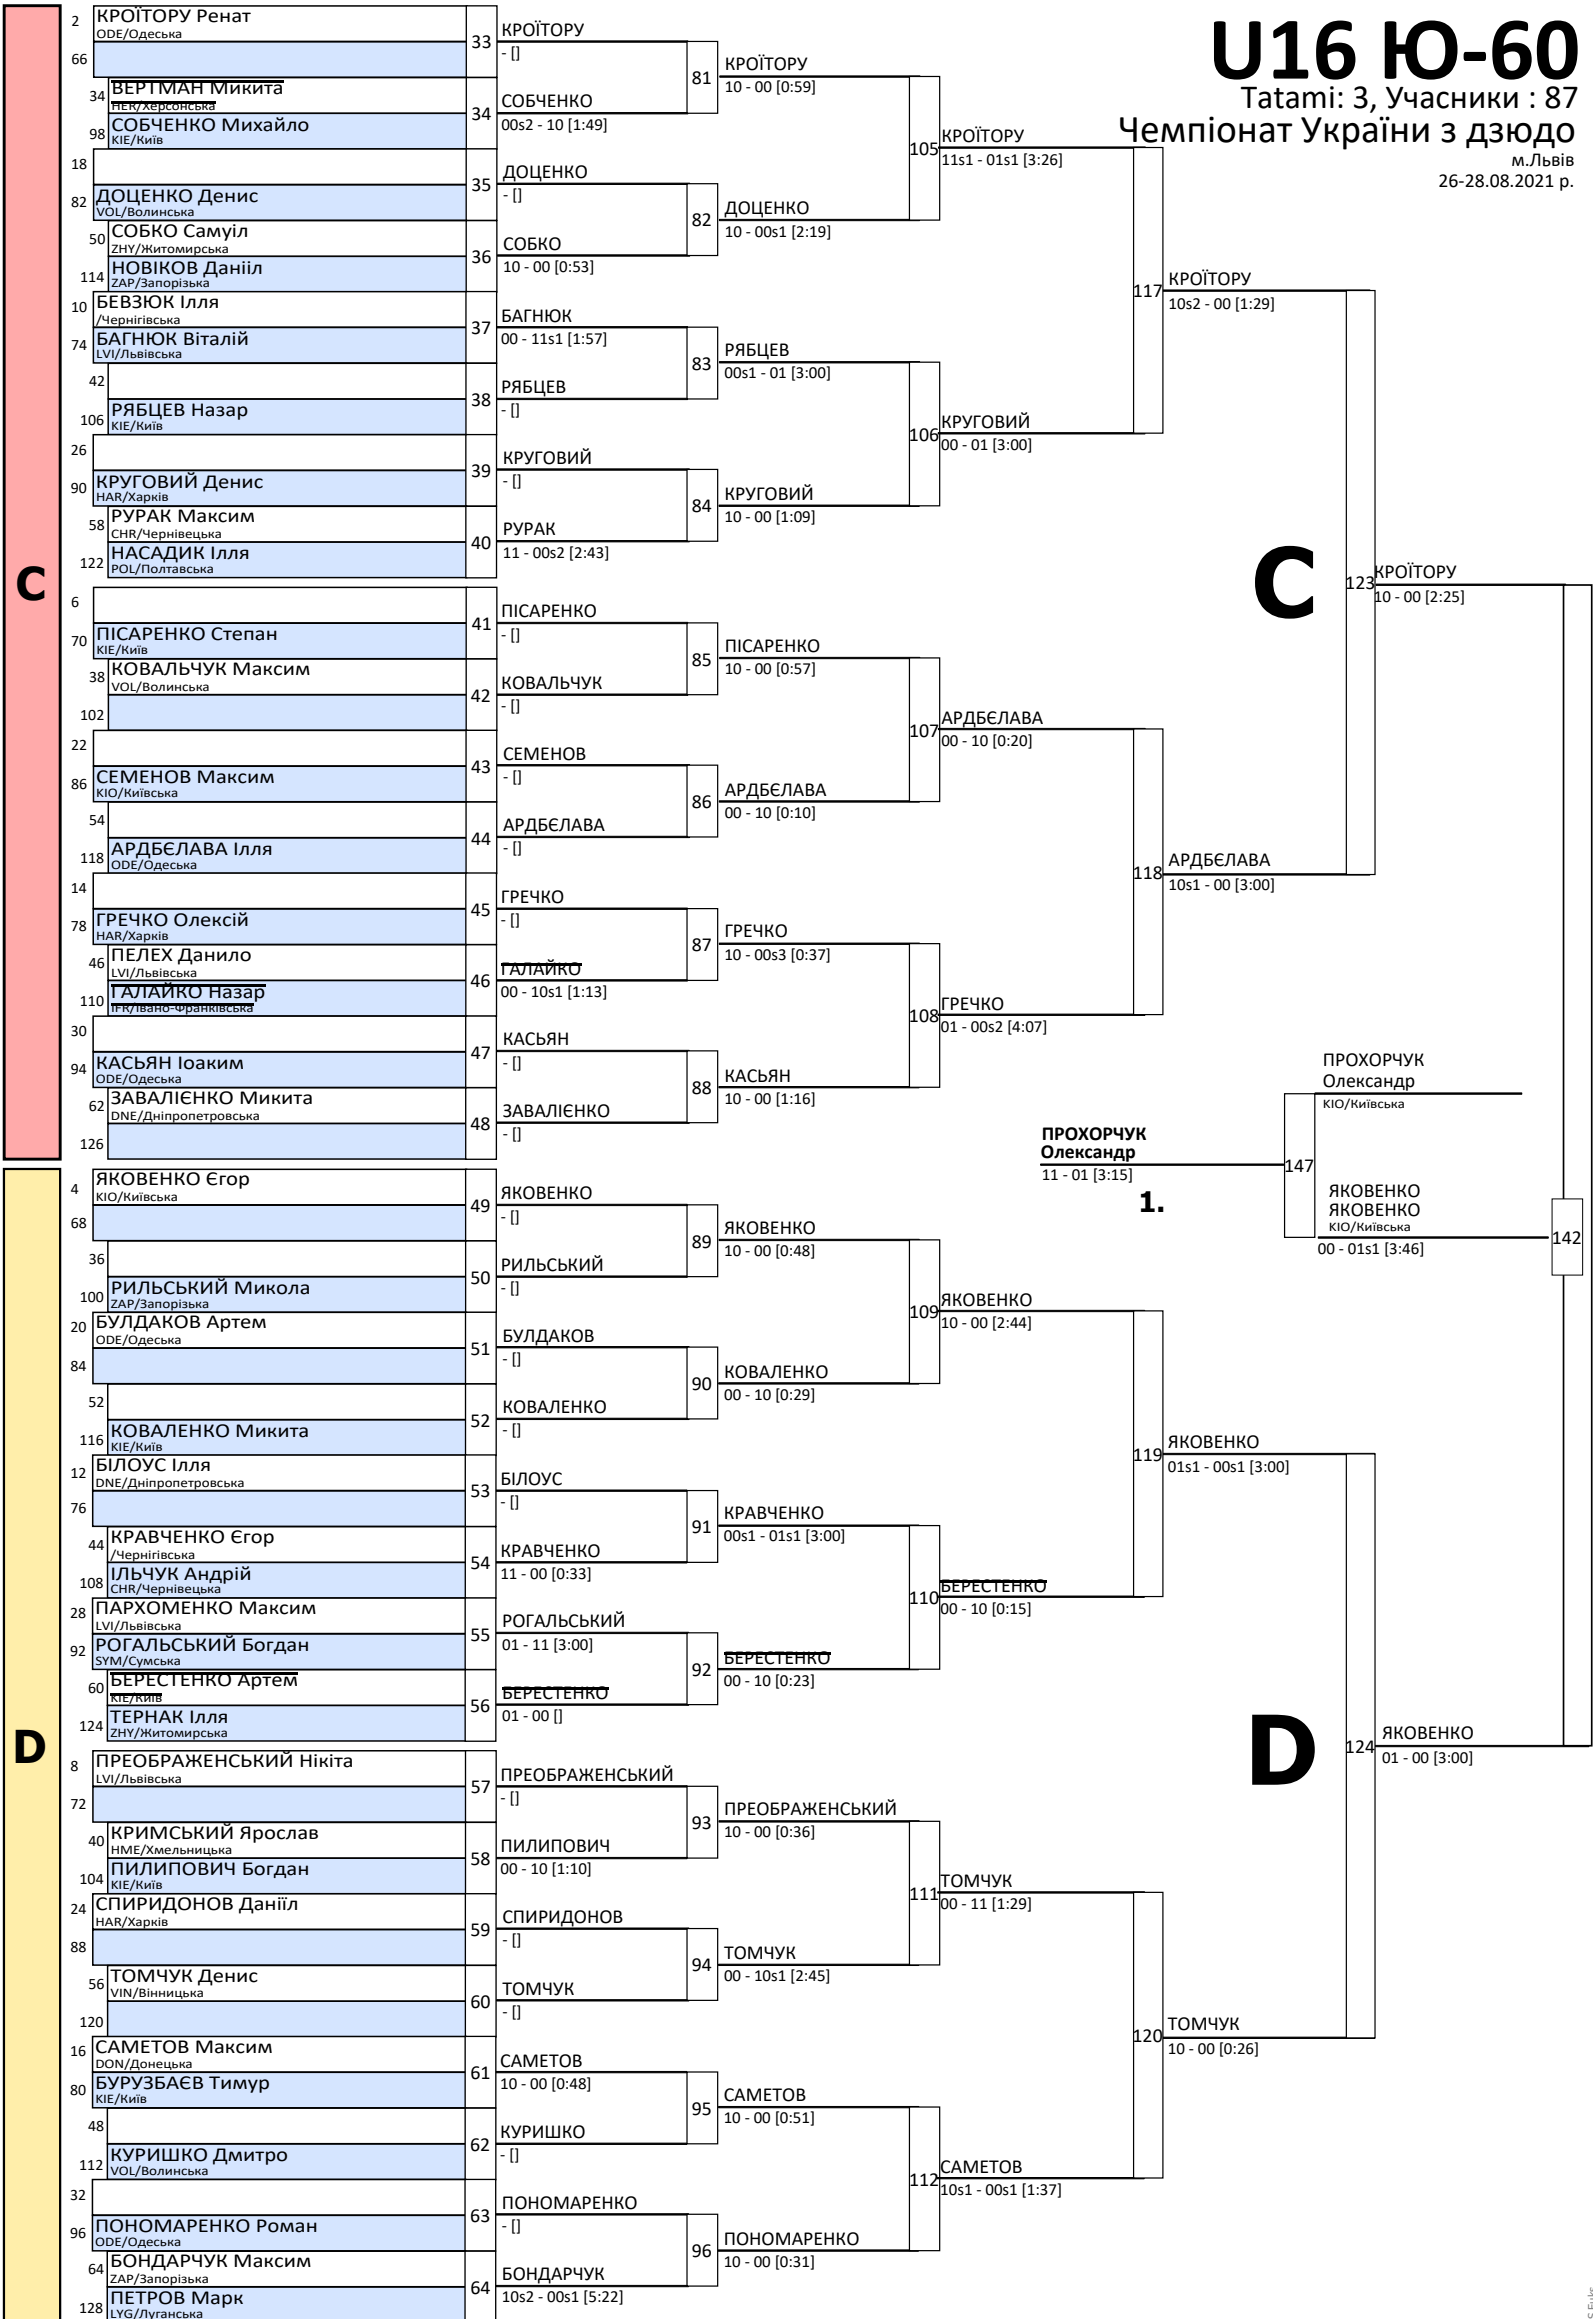 U16 Ю-60
Tatami: 3, Учасники : 87
Чемпіонат України з дзюдо
м.Львів
26-28.08.2021 р.
C
2
КРОЇТОРУ Ренат
ODE/Одеська
66
33
34
ВЕРТМАН Микита
HER/Херсонська
98
СОБЧЕНКО Михайло
KIE/Київ
34
18
82
ДОЦЕНКО Денис
VOL/Волинська
35
50
СОБКО Самуіл
ZHY/Житомирська
114
НОВІКОВ Данііл
ZAP/Запорізька
36
10
БЕВЗЮК Ілля
/Чернігівська
74
БАГНЮК Віталій
LVI/Львівська
37
42
106
РЯБЦЕВ Назар
KIE/Київ
38
26
90
КРУГОВИЙ Денис
HAR/Харків
39
58
РУРАК Максим
CHR/Чернівецька
122
НАСАДИК Ілля
POL/Полтавська
40
6
70
ПІСАРЕНКО Степан
KIE/Київ
41
38
КОВАЛЬЧУК Максим
VOL/Волинська
102
42
22
86
СЕМЕНОВ Максим
KIO/Київська
43
54
118
АРДБЄЛАВА Ілля
ODE/Одеська
44
14
78
ГРЕЧКО Олексій
HAR/Харків
45
46
ПЕЛЕХ Данило
LVI/Львівська
110
ГАЛАЙКО Назар
IFR/Івано-Франківська
46
30
94
КАСЬЯН Іоаким
ODE/Одеська
47
62
ЗАВАЛІЄНКО Микита
DNE/Дніпропетровська
126
48
КРОЇТОРУ
- []
СОБЧЕНКО
00s2 - 10 [1:49]
81
ДОЦЕНКО
- []
СОБКО
10 - 00 [0:53]
82
БАГНЮК
00 - 11s1 [1:57]
РЯБЦЕВ
- []
83
КРУГОВИЙ
- []
РУРАК
11 - 00s2 [2:43]
84
ПІСАРЕНКО
- []
КОВАЛЬЧУК
- []
85
СЕМЕНОВ
- []
АРДБЄЛАВА
- []
86
ГРЕЧКО
- []
ГАЛАЙКО
00 - 10s1 [1:13]
87
КАСЬЯН
- []
ЗАВАЛІЄНКО
- []
88
КРОЇТОРУ
10 - 00 [0:59]
ДОЦЕНКО
10 - 00s1 [2:19]
105
РЯБЦЕВ
00s1 - 01 [3:00]
КРУГОВИЙ
10 - 00 [1:09]
106
ПІСАРЕНКО
10 - 00 [0:57]
АРДБЄЛАВА
00 - 10 [0:10]
107
ГРЕЧКО
10 - 00s3 [0:37]
КАСЬЯН
10 - 00 [1:16]
108
КРОЇТОРУ
11s1 - 01s1 [3:26]
КРУГОВИЙ
00 - 01 [3:00]
117
АРДБЄЛАВА
00 - 10 [0:20]
ГРЕЧКО
01 - 00s2 [4:07]
118
КРОЇТОРУ
10s2 - 00 [1:29]
АРДБЄЛАВА
10s1 - 00 [3:00]
C
123
КРОЇТОРУ
10 - 00 [2:25]
ПРОХОРЧУК
Олександр
KIO/Київська
ПРОХОРЧУК
Олександр
11 - 01 [3:15]
1.
147
ЯКОВЕНКО
ЯКОВЕНКО
KIO/Київська
00 - 01s1 [3:46]
142
D
4
ЯКОВЕНКО Єгор
KIO/Київська
68
49
36
100
РИЛЬСЬКИЙ Микола
ZAP/Запорізька
50
20
БУЛДАКОВ Артем
ODE/Одеська
84
51
52
116
КОВАЛЕНКО Микита
KIE/Київ
52
12
БІЛОУС Ілля
DNE/Дніпропетровська
76
53
44
КРАВЧЕНКО Єгор
/Чернігівська
108
ІЛЬЧУК Андрій
CHR/Чернівецька
54
28
ПАРХОМЕНКО Максим
LVI/Львівська
92
РОГАЛЬСЬКИЙ Богдан
SYM/Сумська
55
60
БЕРЕСТЕНКО Артем
KIE/Київ
124
ТЕРНАК Ілля
ZHY/Житомирська
56
8
ПРЕОБРАЖЕНСЬКИЙ Нікіта
LVI/Львівська
72
57
40
КРИМСЬКИЙ Ярослав
HME/Хмельницька
104
ПИЛИПОВИЧ Богдан
KIE/Київ
58
24
СПИРИДОНОВ Данііл
HAR/Харків
88
59
56
ТОМЧУК Денис
VIN/Вінницька
120
60
16
САМЕТОВ Максим
DON/Донецька
80
БУРУЗБАЄВ Тимур
KIE/Київ
61
48
112
КУРИШКО Дмитро
VOL/Волинська
62
32
96
ПОНОМАРЕНКО Роман
ODE/Одеська
63
64
БОНДАРЧУК Максим
ZAP/Запорізька
128
ПЕТРОВ Марк
LYG/Луганська
64
ЯКОВЕНКО
- []
РИЛЬСЬКИЙ
- []
89
БУЛДАКОВ
- []
КОВАЛЕНКО
- []
90
БІЛОУС
- []
КРАВЧЕНКО
11 - 00 [0:33]
91
РОГАЛЬСЬКИЙ
01 - 11 [3:00]
БЕРЕСТЕНКО
01 - 00 []
92
ПРЕОБРАЖЕНСЬКИЙ
- []
ПИЛИПОВИЧ
00 - 10 [1:10]
93
СПИРИДОНОВ
- []
ТОМЧУК
- []
94
САМЕТОВ
10 - 00 [0:48]
КУРИШКО
- []
95
ПОНОМАРЕНКО
- []
БОНДАРЧУК
10s2 - 00s1 [5:22]
96
ЯКОВЕНКО
10 - 00 [0:48]
КОВАЛЕНКО
00 - 10 [0:29]
109
КРАВЧЕНКО
00s1 - 01s1 [3:00]
БЕРЕСТЕНКО
00 - 10 [0:23]
110
ПРЕОБРАЖЕНСЬКИЙ
10 - 00 [0:36]
ТОМЧУК
00 - 10s1 [2:45]
111
САМЕТОВ
10 - 00 [0:51]
ПОНОМАРЕНКО
10 - 00 [0:31]
112
ЯКОВЕНКО
10 - 00 [2:44]
БЕРЕСТЕНКО
00 - 10 [0:15]
119
ТОМЧУК
00 - 11 [1:29]
САМЕТОВ
10s1 - 00s1 [1:37]
120
ЯКОВЕНКО
01s1 - 00s1 [3:00]
ТОМЧУК
10 - 00 [0:26]
D
124
ЯКОВЕНКО
01 - 00 [3:00]